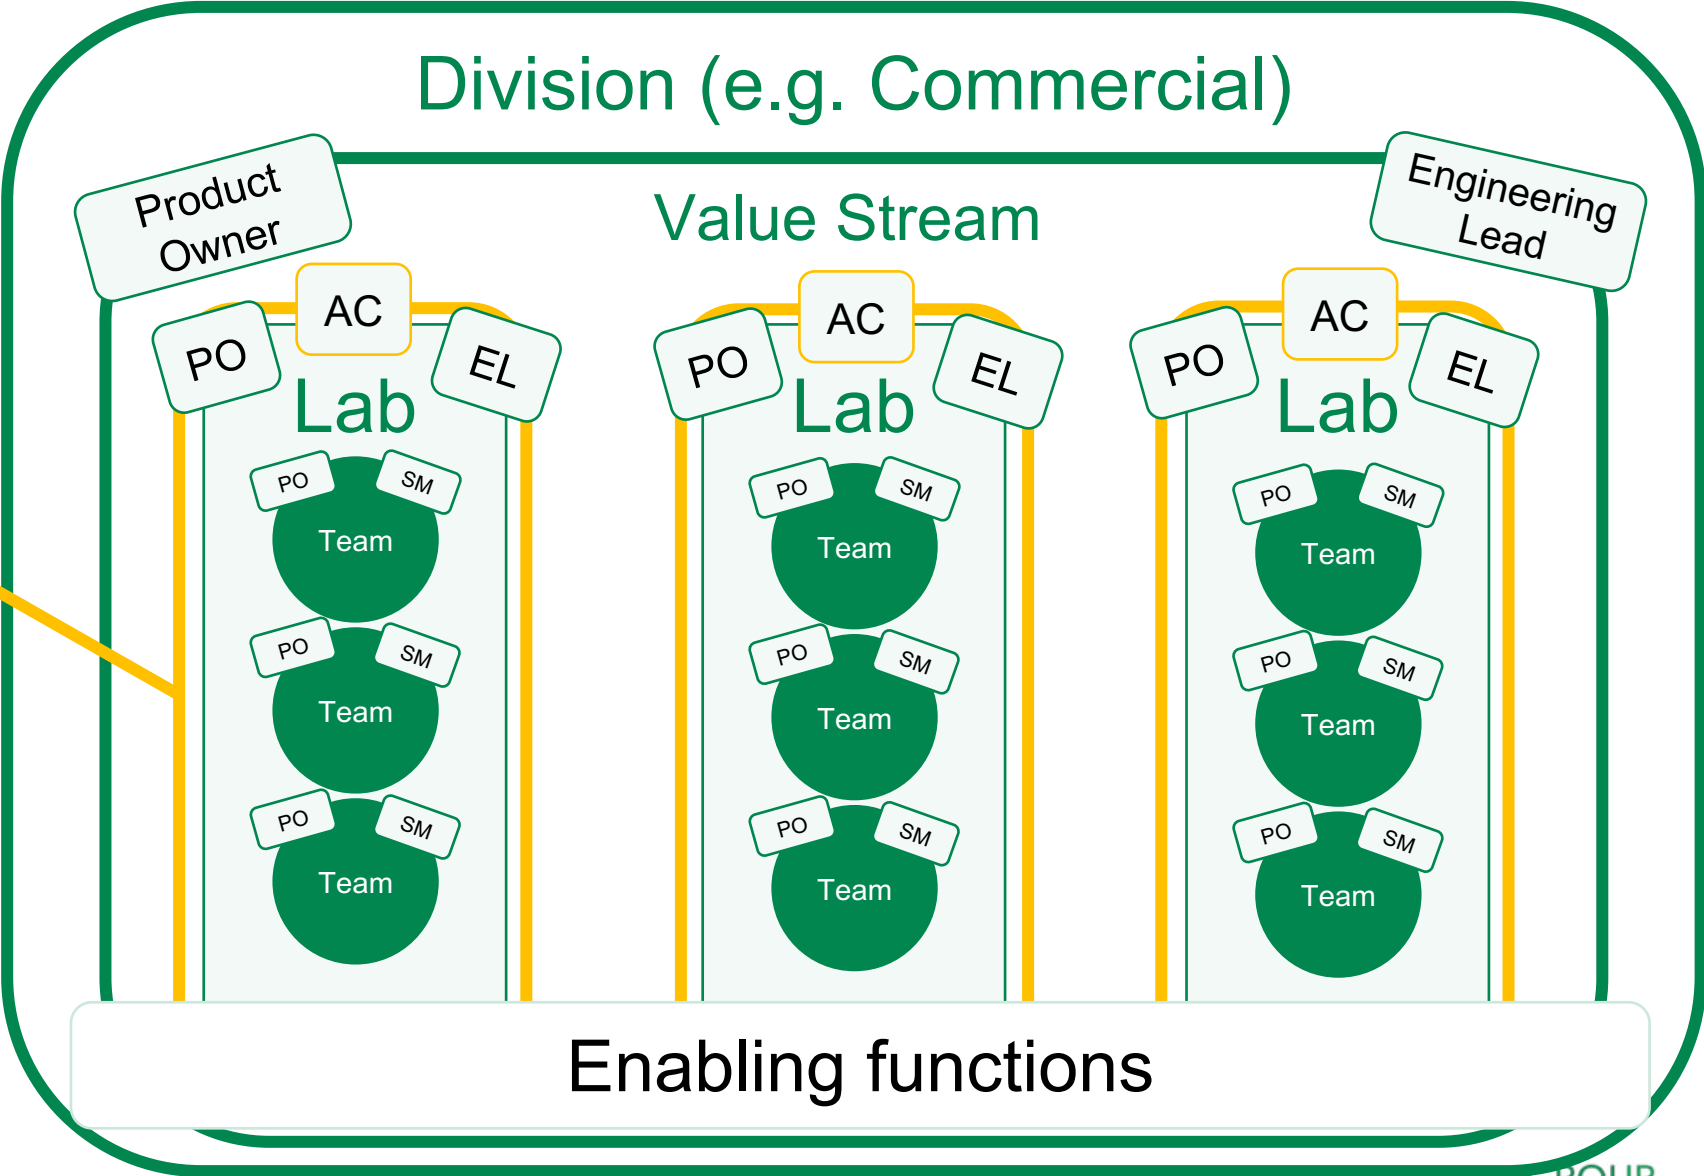 Division (e.g. Commercial)
Product
Owner
Engineering
Lead
Value Stream
PO
AC
EL
PO
AC
EL
PO
AC
EL
Lab
Lab
Lab
PO
SM
Team
PO
SM
Team
PO
SM
Team
PO
SM
Team
PO
SM
Team
PO
SM
Team
PO
SM
Team
PO
SM
Team
PO
SM
Team
Enabling functions